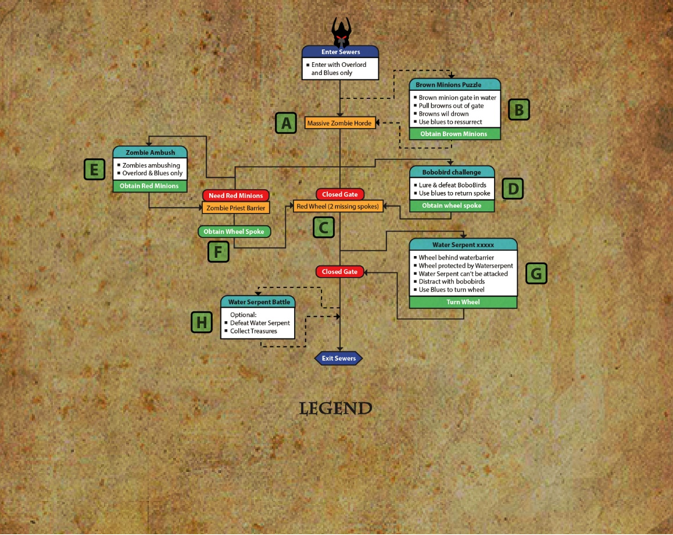 Enter Sewers
Enter with Overlord
and Blues only
Brown Minions Puzzle
Brown minion gate in water
Pull browns out of gate
Browns wil drown
Use blues to ressurect
Obtain Brown Minions
B
A
Massive Zombie Horde
Zombie Ambush
Zombies ambushing
Overlord & Blues only
Obtain Red Minions
E
Bobobird challenge
Lure & defeat BoboBirds
Use blues to return spoke
Obtain wheel spoke
D
Need Red Minions
Zombie Priest Barrier
Obtain Wheel Spoke
F
Closed Gate
Red Wheel (2 missing spokes)
C
Water Serpent xxxxx
Wheel behind waterbarrier
Wheel protected by Waterserpent
Water Serpent can't be attacked
Distract with bobobirds
Use Blues to turn wheel
Turn Wheel
G
Closed Gate
Water Serpent Battle
Optional:
Defeat Water Serpent
Collect Treasures
H
Exit Sewers
LEGEND